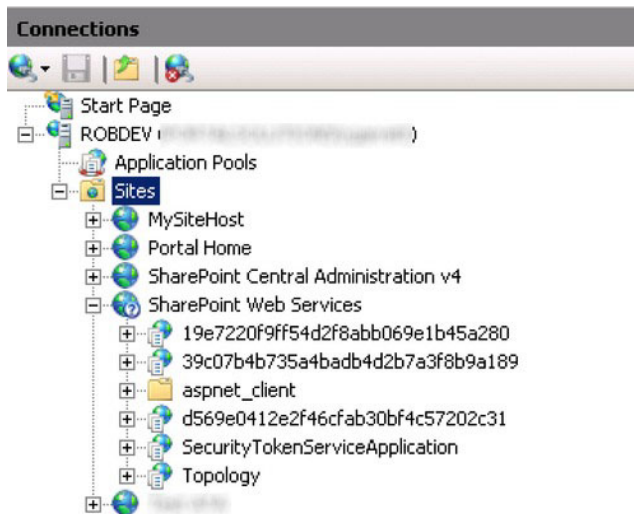 Connections
Start Page
ROBDEV ( )
Application Pools
Sites
MySiteHost
Portal Home
SharePoint Central Administration v4
SharePoint Web Services
19e7220f9ff54d2f8abb069e1b45a280
39c07b4b735a4badb4d2b7a3f8b9a189
aspnet_client
d569e0412e2f46cfab30bf4c57202c31
SecurityTokenServiceApplication
Topology